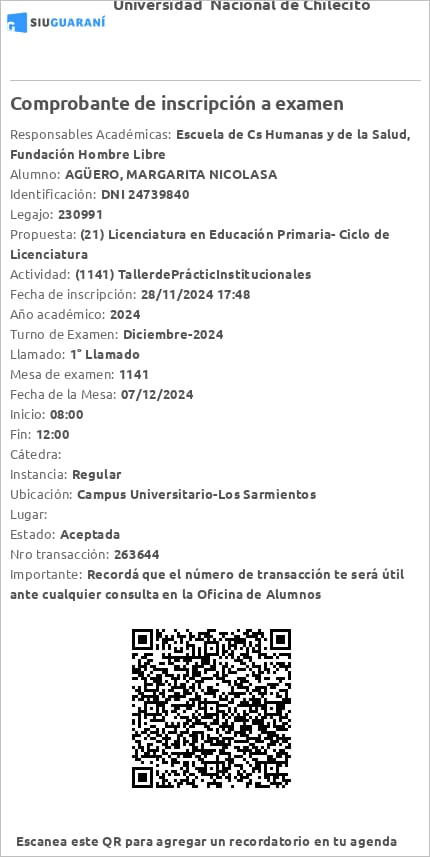 Universidad Nacional de Chilecito
G SIUGUARANÍ
Comprobante de inscripción a examen
Responsables Académicas: Escuela de Cs Humanas y de la Salud,
Fundación Hombre Libre
Alumno: AGÜERO, MARGARITA NICOLASA
Identificación: DNI 24739840
Legajo: 230991
Propuesta: (21) Licenciatura en Educación Primaria- Ciclo de
Licenciatura
Actividad: (1141) TallerdePrácticInstitucionales
Fecha de inscripción: 28/11/2024 17:48
Año académico: 2024
Turno de Examen: Diciembre-2024
Llamado: 1° Llamado
Mesa de examen: 1141
Fecha de la Mesa: 07/12/2024
Inicio: 08:00
Fin: 12:00
Cátedra:
Instancia: Regular
Ubicación: Campus Universitario-Los Sarmientos
Lugar:
Estado: Aceptada
Nro transacción: 263644
Importante: Recordá que el número de transacción te será útil
ante cualquier consulta en la Oficina de Alumnos
Escanea este QR para agregar un recordatorio en tu agenda